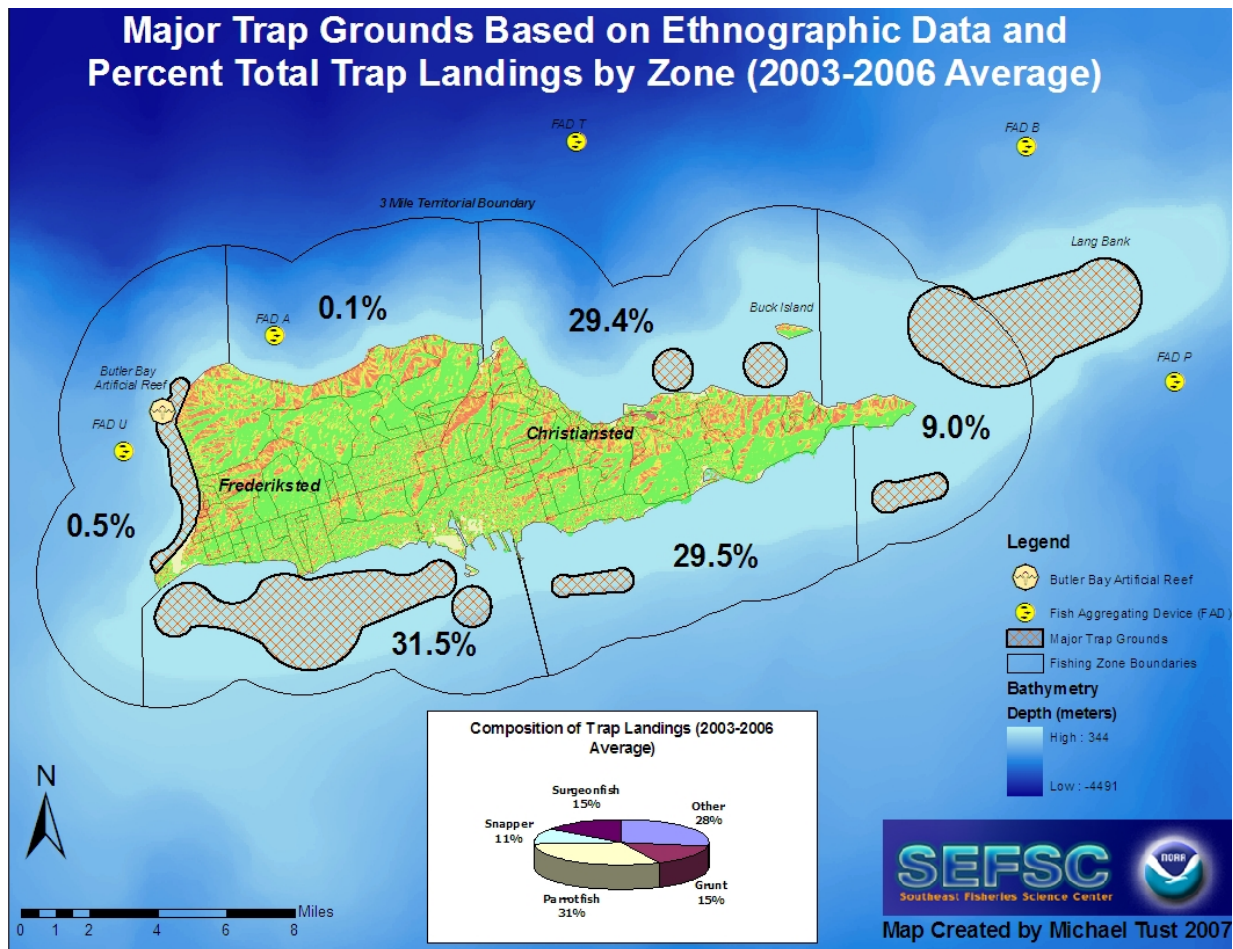 Major Trap Grounds Based on Ethnographic Data and
Percent Total Trap Landings by Zone (2003-2006 Average)
FAD T
FAD B
3 Mile Territorial Boundary
Lang Bank
0.1%
FAD A
29.4%
Buck Island
FAD P
Butler Bay
Artificial Reef
FAD U
Christiansted
9.0%
Frederiksted
0.5%
29.5%
31.5%
Legend
Butler Bay Artificial Reef
Fish Aggregating Device (FAD)
Major Trap Grounds
Fishing Zone Boundaries
Bathymetry
Depth (meters)
High : 344
Low : -4491
Composition of Trap Landings (2003-2006
Average)
Surgeonfish
15%
Other
28%
Snapper
11%
Grunt
15%
Parrotfish
31%
N
Miles
0 1 2 4 6 8
SEFSC
Southeast Fisheries Science Center
NOAA
Map Created by Michael Tust 2007